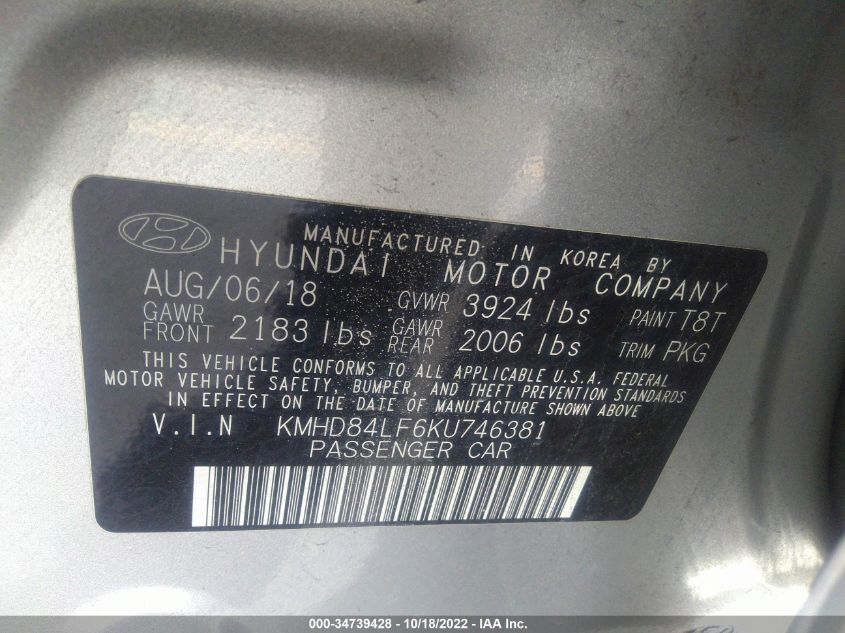 MANUFACTURED IN KOREA BY
HYUNDAI MOTOR COMPANY
AUG/06/18 GVWR 3924 lbs PAINT T8T
GAWR FRONT 2183 lbs GAWR REAR 2006 lbs TRIM PKG
THIS VEHICLE CONFORMS TO ALL APPLICABLE U.S.A. FEDERAL
MOTOR VEHICLE SAFETY, BUMPER, AND THEFT PREVENTION STANDARDS
IN EFFECT ON THE DATE OF MANUFACTURE SHOWN ABOVE
V.I.N KMHD84LF6KU746381
PASSENGER CAR
000-34739428 - 10/18/2022 - IAA Inc.